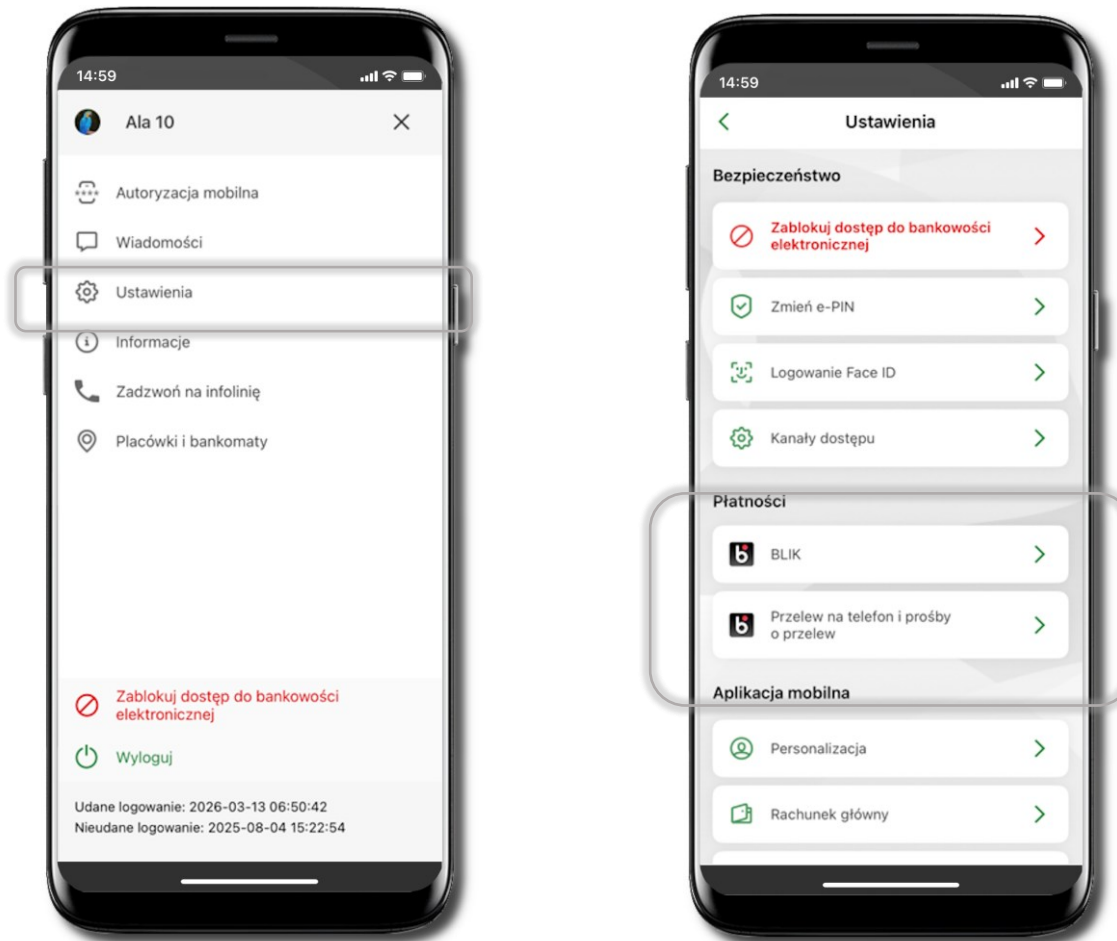 14:59
Ala 10
Autoryzacja mobilna
Wiadomości
Ustawienia
Informacje
Zadzwoń na infolinię
Placówki i bankomaty
Zablokuj dostęp do bankowości
elektronicznej
Wyloguj
Udane logowanie: 2026-03-13 06:50:42
Nieudane logowanie: 2025-08-04 15:22:54
14:59
Ustawienia
Bezpieczeństwo
Zablokuj dostęp do bankowości
elektronicznej
Zmień e-PIN
Logowanie Face ID
Kanały dostępu
Płatności
BLIK
Przelew na telefon i prośby
o przelew
Aplikacja mobilna
Personalizacja
Rachunek główny